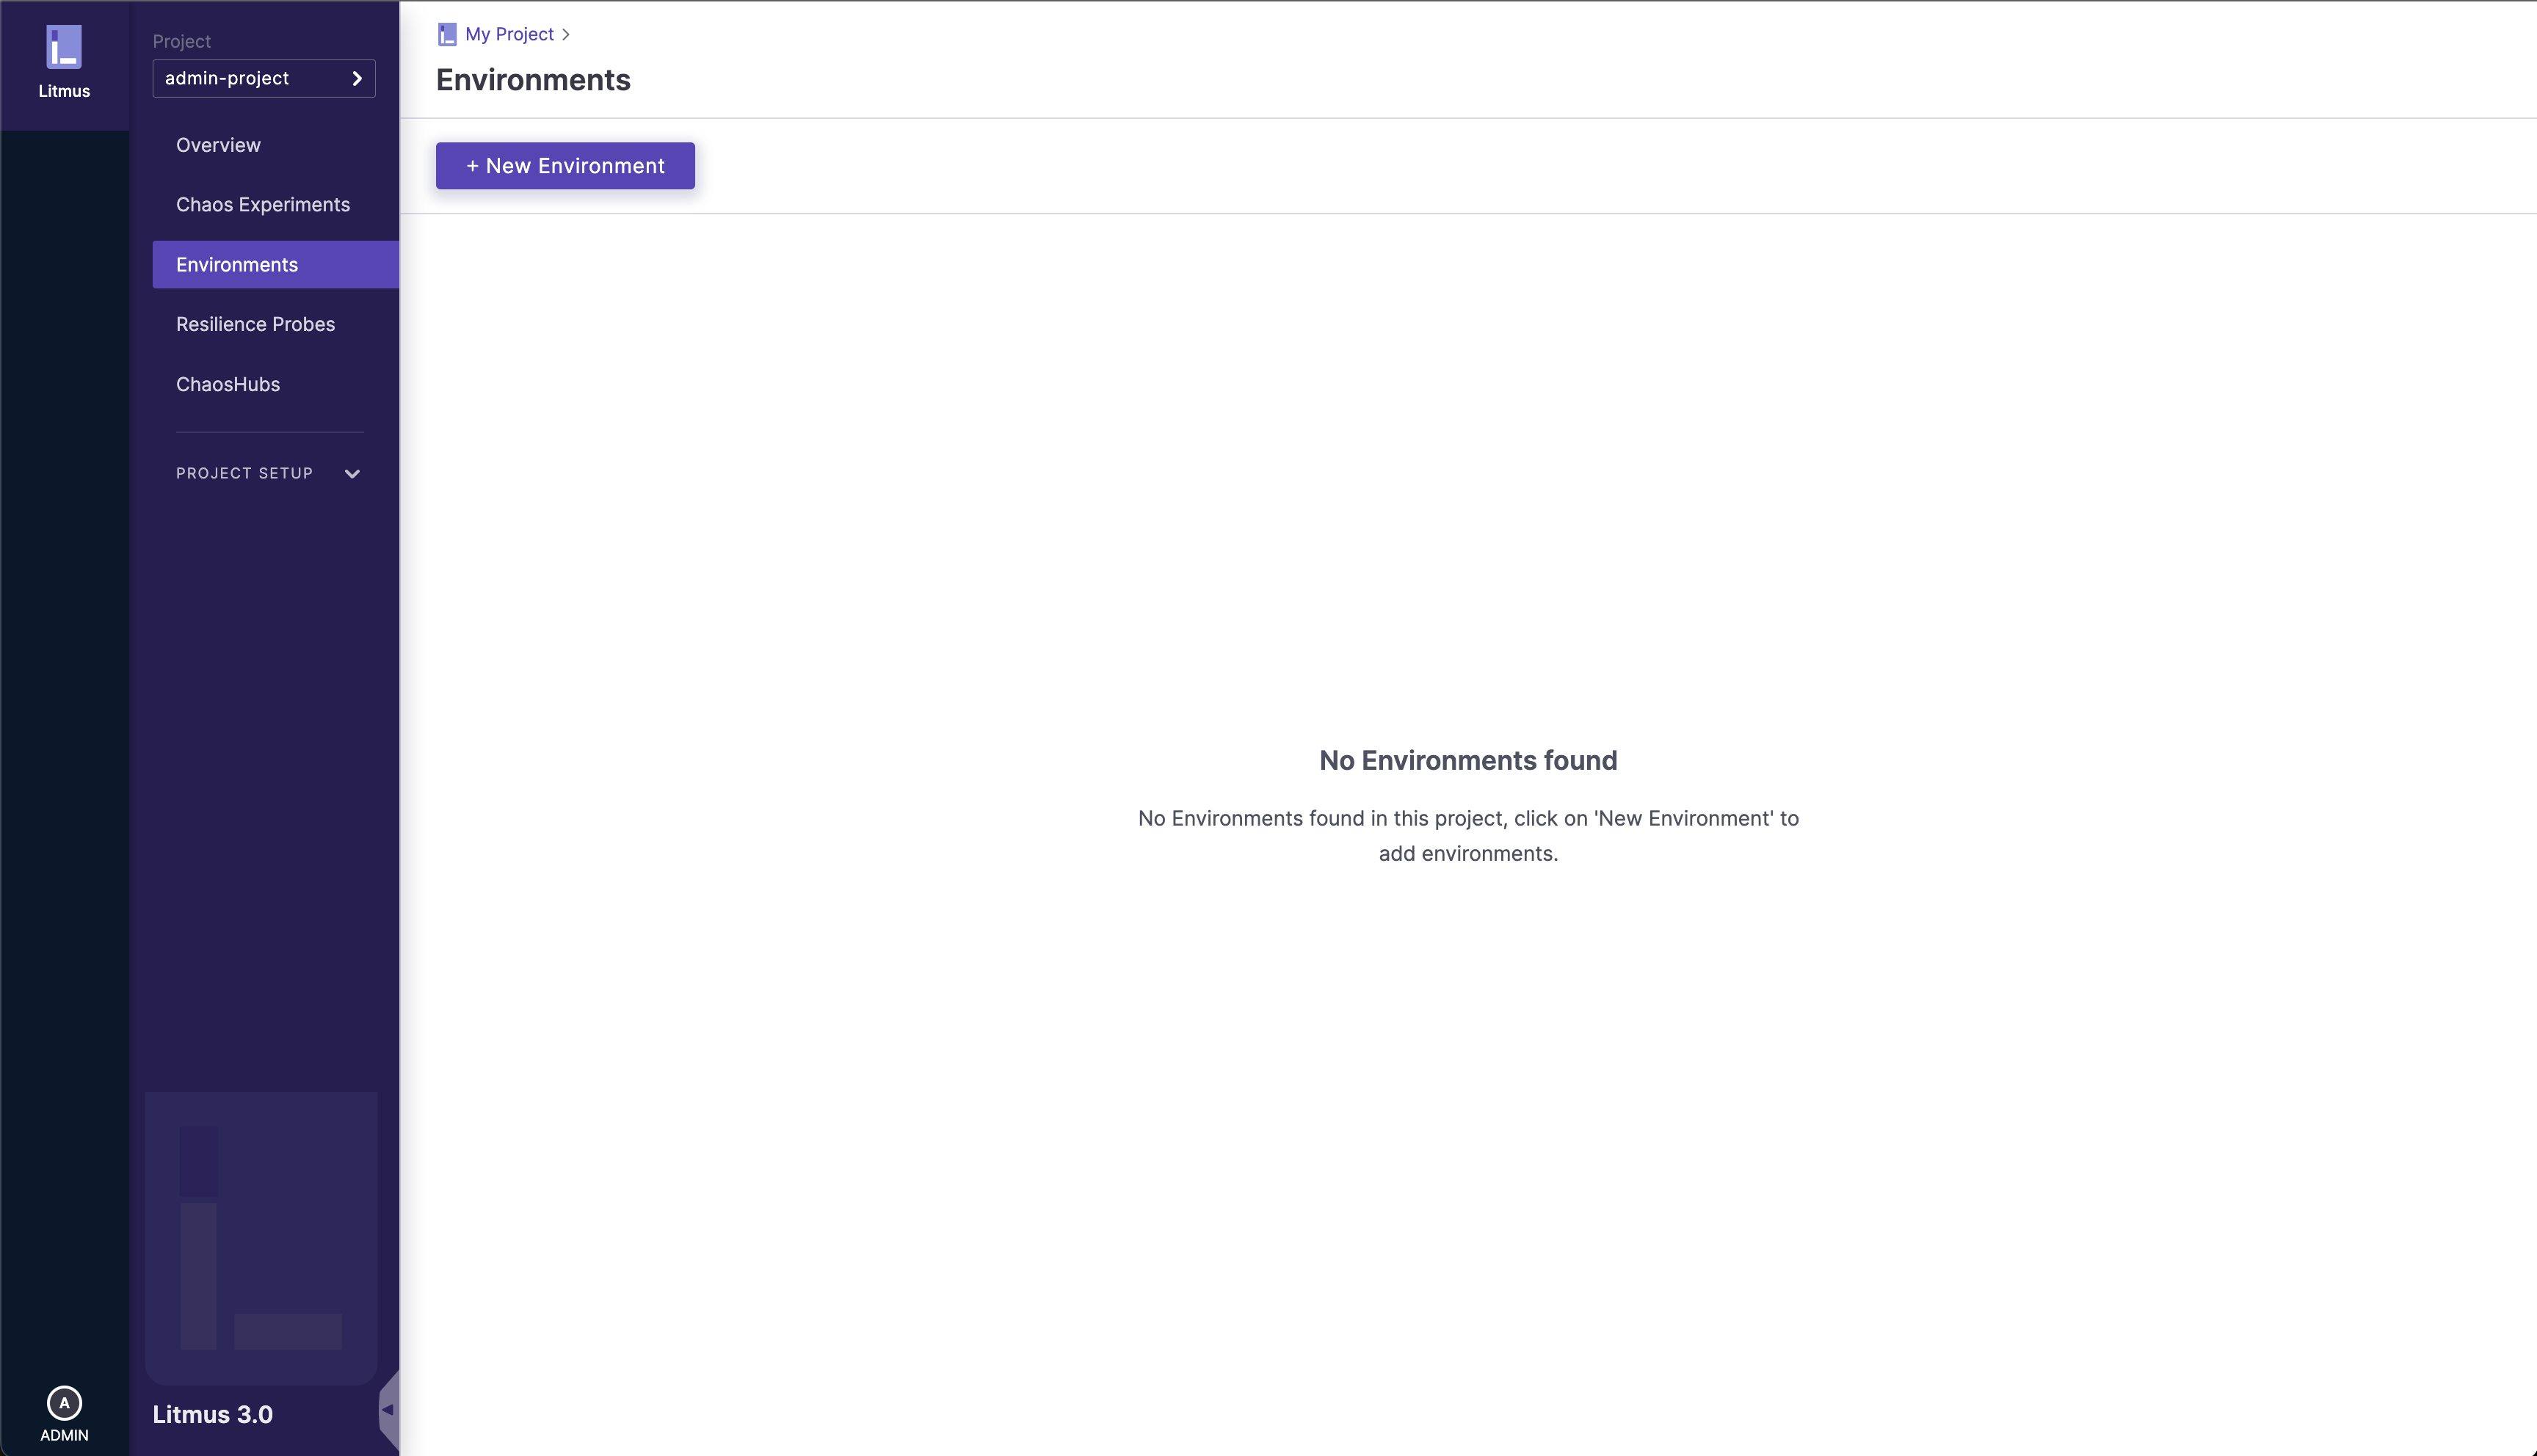 Litmus
Project
admin-project
Overview
Chaos Experiments
Environments
Resilience Probes
ChaosHubs
PROJECT SETUP
Litmus 3.0
A
ADMIN
My Project
Environments
+ New Environment
No Environments found
No Environments found in this project, click on 'New Environment' to
add environments.